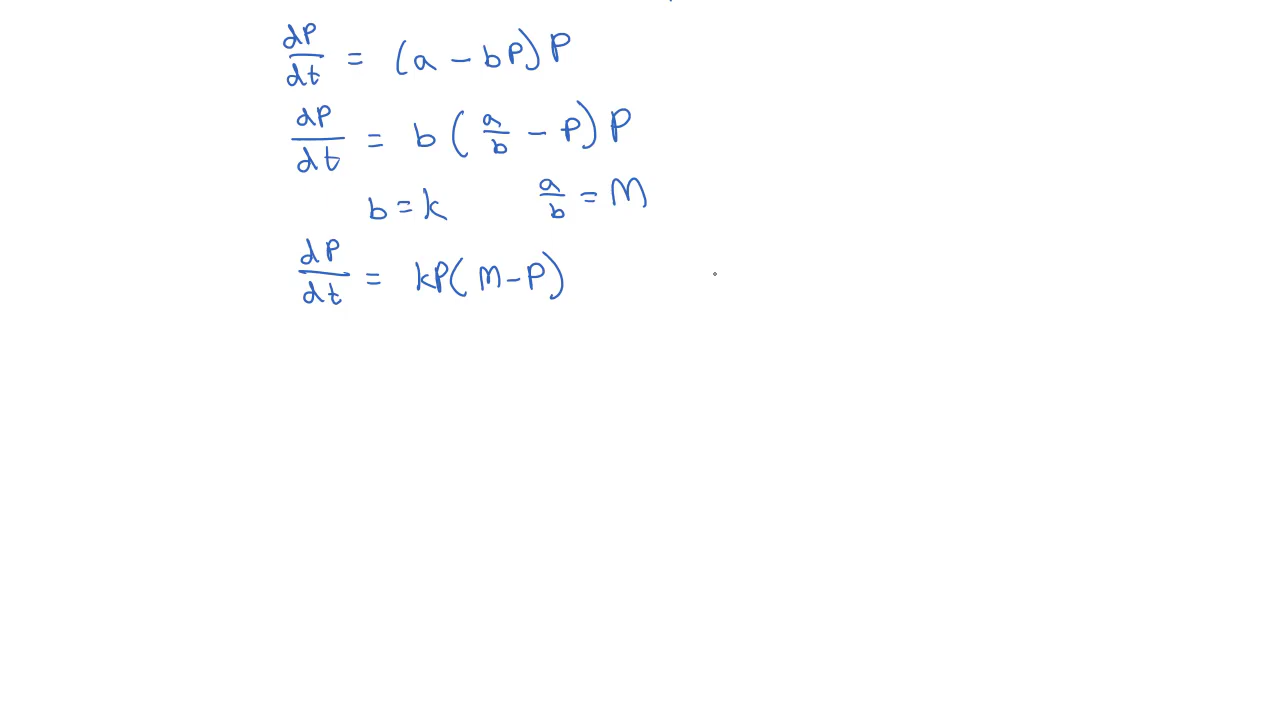 dP/dt = (a - bP)P
dP/dt = b(a/b - P)P
b = k a/b = M
dP/dt = kP(M - P)